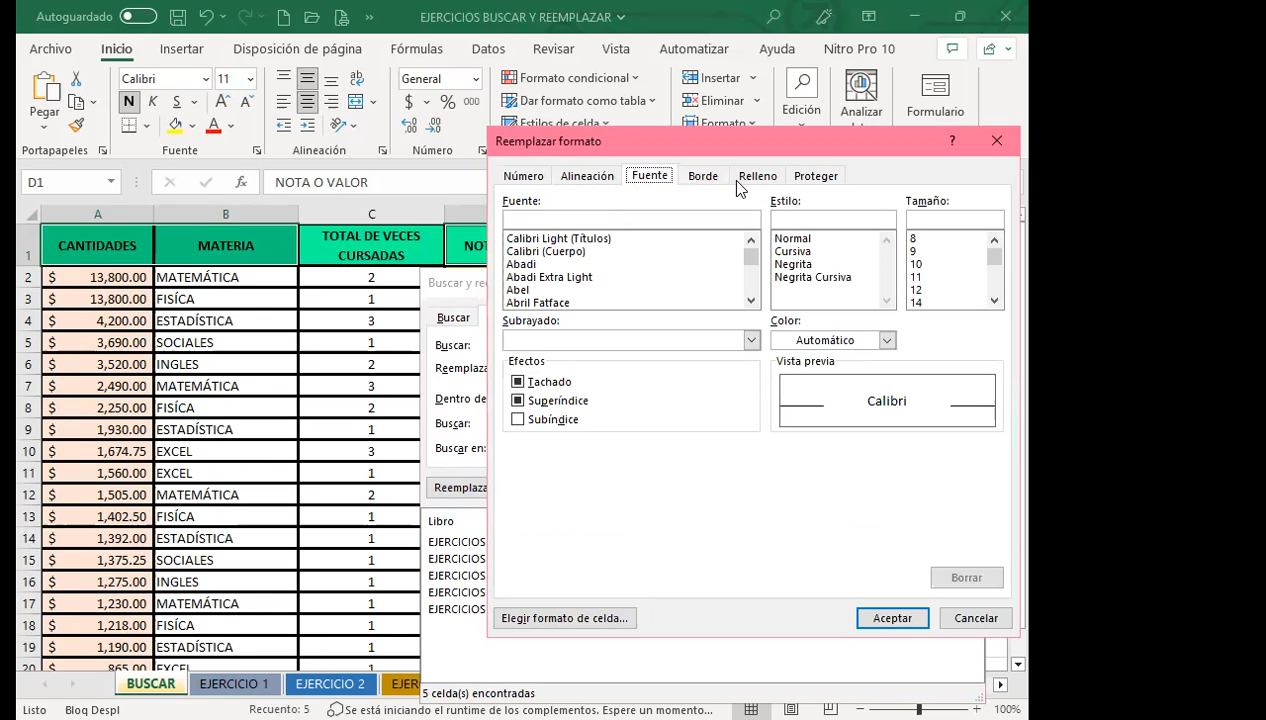 Autoguardado
EJERCICIOS BUSCAR Y REEMPLAZAR
Archivo Inicio Insertar Disposición de página Fórmulas Datos Revisar Vista Automatizar Ayuda Nitro Pro 10
Pegar
Calibri 11
N K S
General
$ % 000
Formato condicional
Dar formato como tabla
Estilos de celda
Insertar
Eliminar
Formato
Edición
Analizar
Formulario
Portapapeles Fuente Alineación Número
D1 fx NOTA O VALOR
A B C
1 CANTIDADES MATERIA TOTAL DE VECES CURSADAS
2 $ 13,800.00 MATEMÁTICA 2
3 $ 13,800.00 FISÍCA 1
4 $ 4,200.00 ESTADÍSTICA 3
5 $ 3,690.00 SOCIALES 1
6 $ 3,520.00 INGLES 2
7 $ 2,490.00 MATEMÁTICA 3
8 $ 2,250.00 FISÍCA 2
9 $ 1,930.00 ESTADÍSTICA 1
10 $ 1,674.75 EXCEL 3
11 $ 1,560.00 EXCEL 1
12 $ 1,505.00 MATEMÁTICA 2
13 $ 1,402.50 FISÍCA 1
14 $ 1,392.00 ESTADÍSTICA 1
15 $ 1,375.25 SOCIALES 1
16 $ 1,275.00 INGLES 1
17 $ 1,230.00 MATEMÁTICA 1
18 $ 1,218.00 FISÍCA 1
19 $ 1,190.00 ESTADÍSTICA 1
20 $ 865.00 EXCEL 1
Buscar
Buscar:
Dentro de
Buscar:
Buscar en:
Libro
EJERCICIOS
EJERCICIOS
EJERCICIOS
EJERCICIOS
EJERCICIOS
5 celda(s) encontradas
Reemplazar formato
? ×
Número Alineación Fuente Borde Relleno Proteger
Fuente: Estilo: Tamaño:
Calibri Light (Títulos) Normal 8
Calibri (Cuerpo) Cursiva 9
Abadi Negrita 10
Abadi Extra Light Negrita Cursiva 11
Abel 12
Abril Fatface 14
Subrayado: Color:
Automático
Efectos Vista previa
Tachado
Superíndice Calibri
Subíndice
Borrar
Elegir formato de celda... Aceptar Cancelar
BUSCAR EJERCICIO 1 EJERCICIO 2
Listo Bloq Despl Recuento: 5 Se está iniciando el runtime de los complementos. Espere un momento... 100%